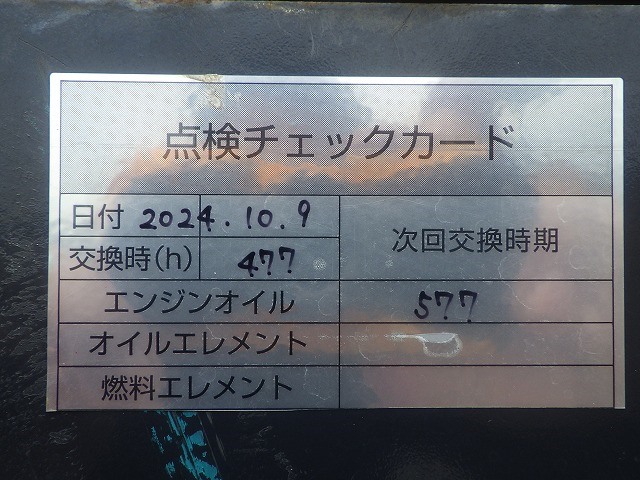 点検チェックカード
日付 2024.10.9
交換時(h) 477
次回交換時期
エンジンオイル 577
オイルエレメント
燃料エレメント